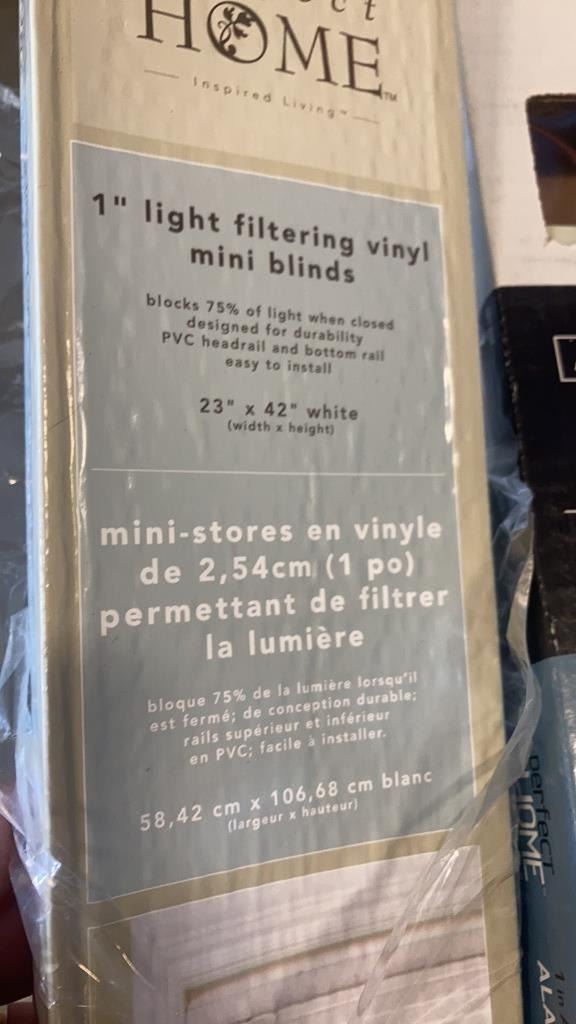 HOME™
Inspired Living™
1" light filtering vinyl
mini blinds
blocks 75% of light when closed
designed for durability
PVC headrail and bottom rail
easy to install
23" x 42" white
(width x height)
mini-stores en vinyle
de 2,54cm (1 po)
permettant de filtrer
la lumière
bloque 75% de la lumière lorsqu'il
est fermé; de conception durable;
rails supérieur et inférieur
en PVC; facile à installer.
58,42 cm x 106,68 cm blanc
(largeur x hauteur)
perfect
HOME